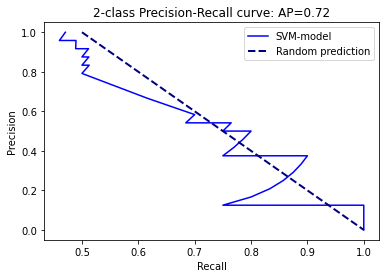 2-class Precision-Recall curve: AP=0.72
SVM-model
Random prediction
Precision
1.0
0.8
0.6
0.4
0.2
0.0
0.5
0.6
0.7
0.8
0.9
1.0
Recall